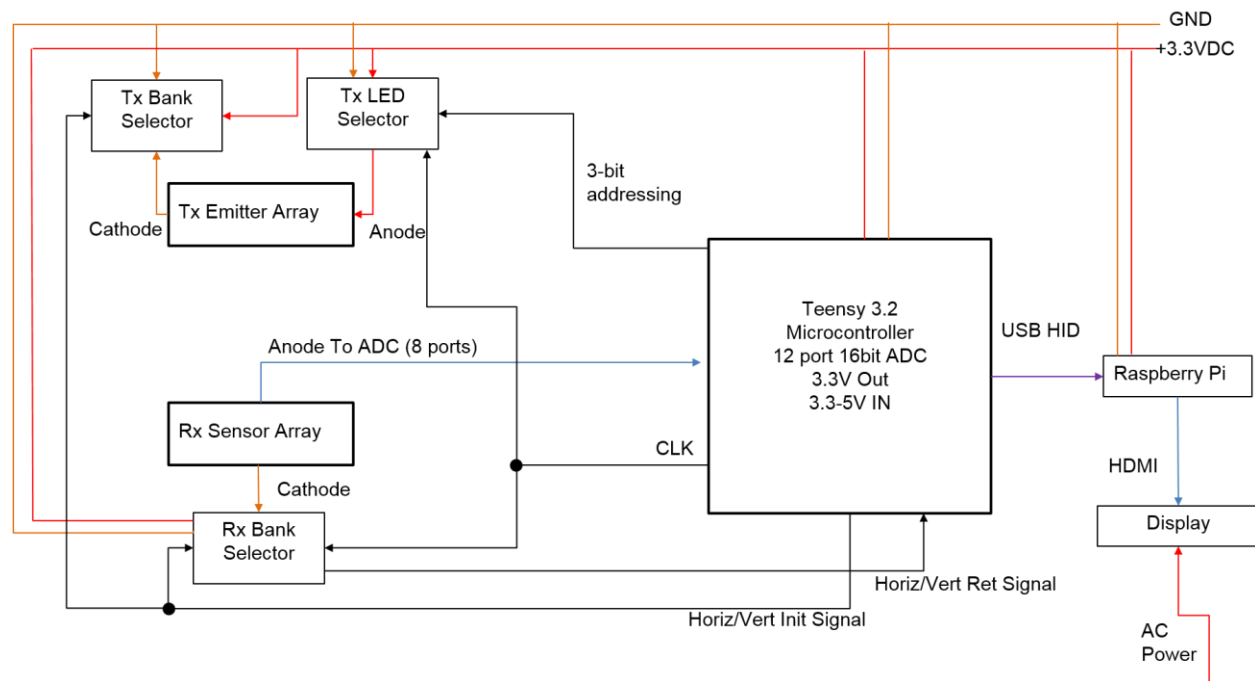 GND
+3.3VDC
Tx Bank
Selector
Tx LED
Selector
3-bit
addressing
Tx Emitter Array
Cathode
Anode
Teensy 3.2
Microcontroller
12 port 16bit ADC
3.3V Out
3.3-5V IN
USB HID
Raspberry Pi
Anode To ADC (8 ports)
Rx Sensor Array
CLK
HDMI
Cathode
Rx Bank
Selector
Display
Horiz/Vert Ret Signal
Horiz/Vert Init Signal
AC
Power